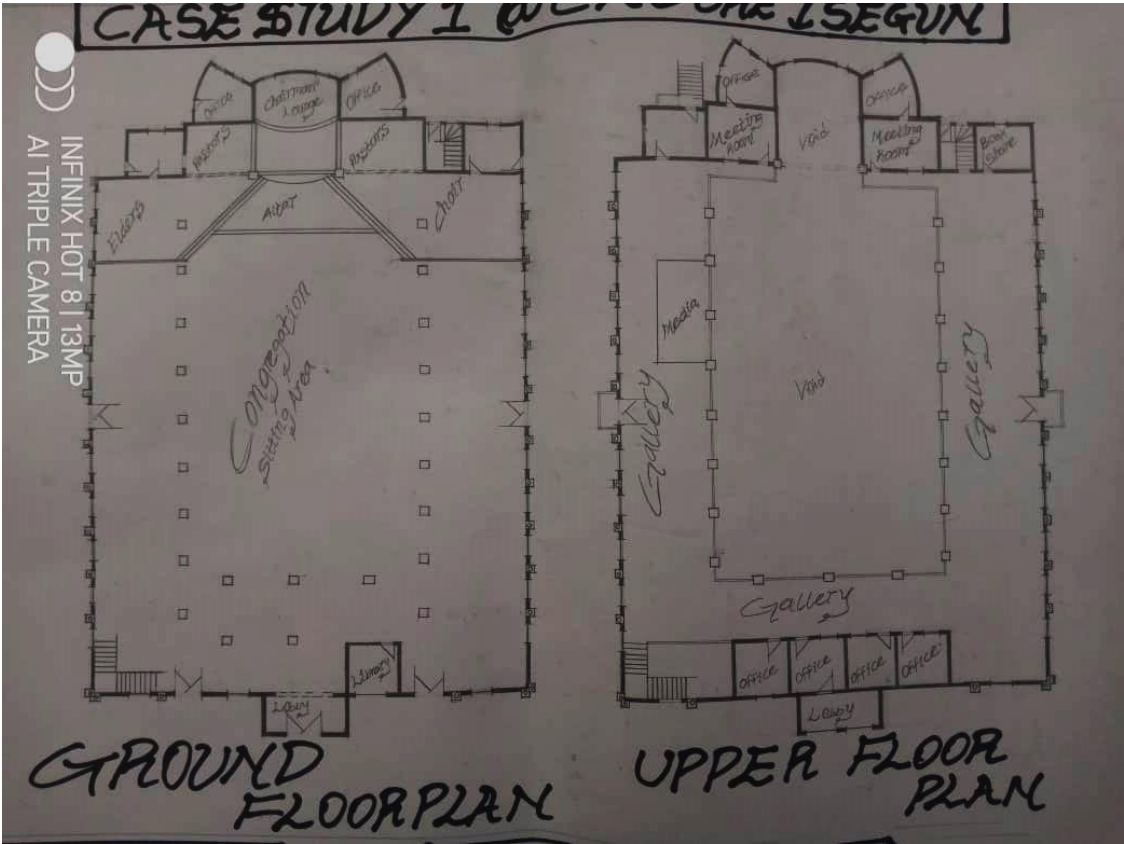 CASE STUDY 1 @
ISEGUN
INFINIX HOT 8 | 13MP
AI TRIPLE CAMERA
Office
Chairman
Lounge
OFFICE
Pastors
Pastors
Elders
Altar
Choir
Congregation
Sitting Area
Library
Lobby
GROUND
FLOORPLAN
OFFICE
OFFICE
Void
Meeting
Room
Meeting
Room
Book
Store
Media
Void
Gallery
Gallery
Gallery
OFFICE
OFFICE
OFFICE
OFFICE
Lobby
UPPER FLOOR
PLAN